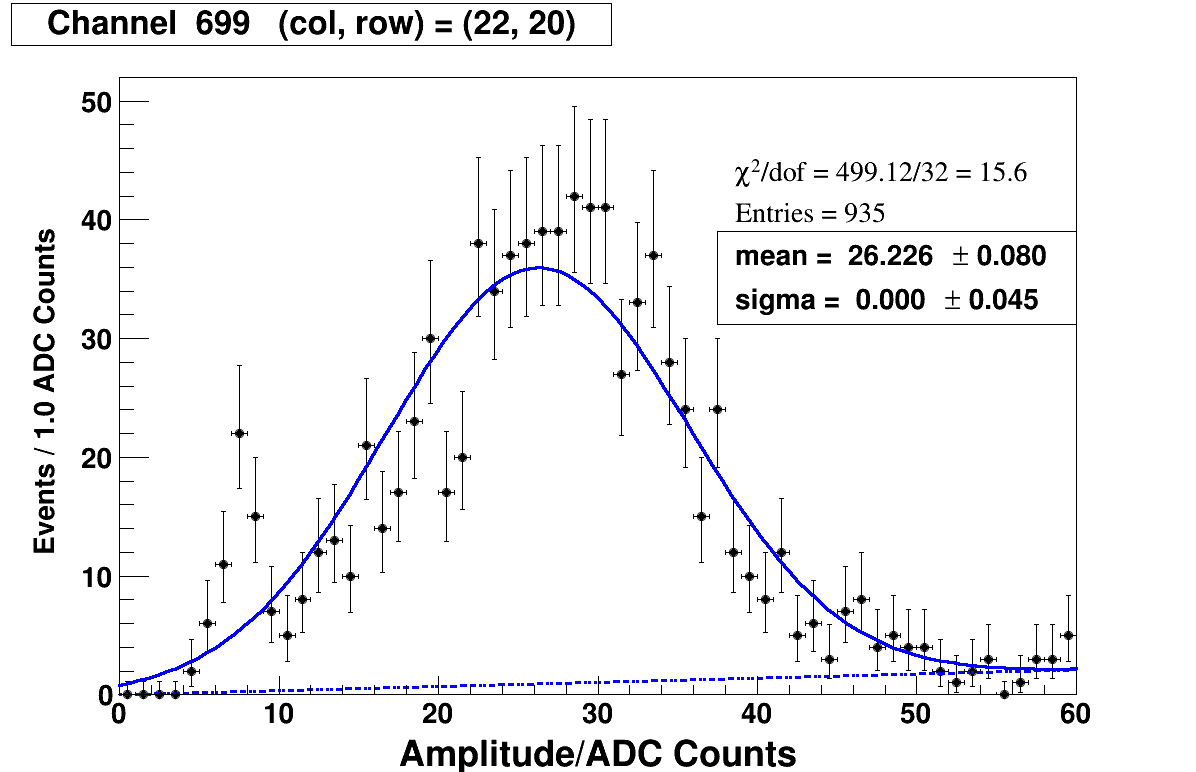 Channel 699 (col, row) = (22, 20)
χ²/dof = 499.12/32 = 15.6
Entries = 935
mean = 26.226 ± 0.080
sigma = 0.000 ± 0.045
Events / 1.0 ADC Counts
50
40
30
20
10
0
0 10 20 30 40 50 60
Amplitude/ADC Counts